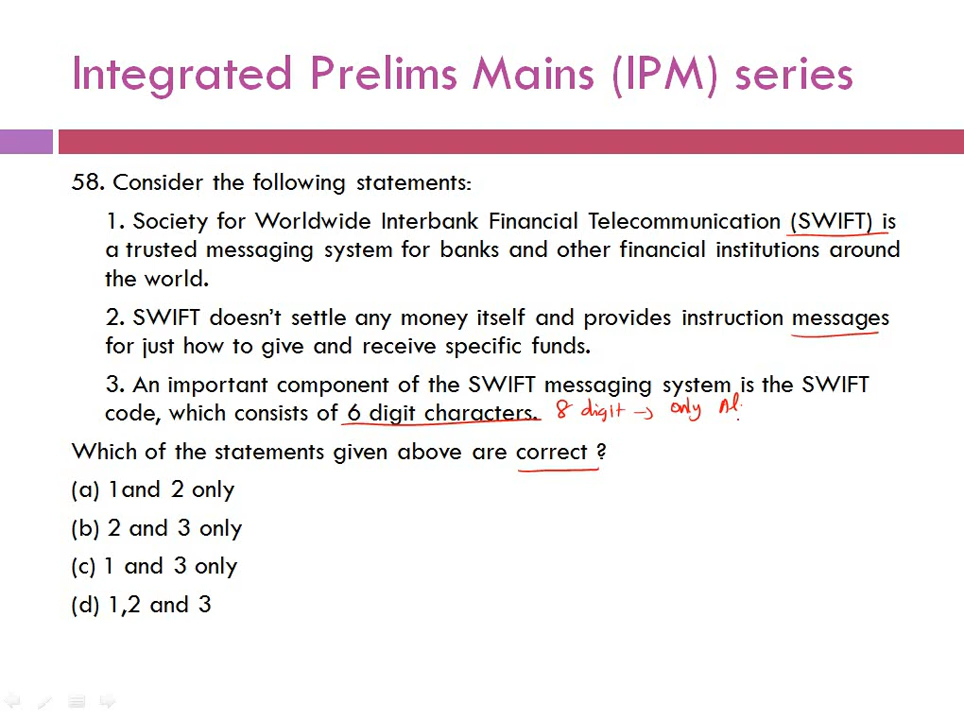 Integrated Prelims Mains (IPM) series
58. Consider the following statements:
1. Society for Worldwide Interbank Financial Telecommunication (SWIFT) is
a trusted messaging system for banks and other financial institutions around
the world.
2. SWIFT doesn't settle any money itself and provides instruction messages
for just how to give and receive specific funds.
3. An important component of the SWIFT messaging system is the SWIFT
code, which consists of 6 digit characters. 8 digit → only Al
Which of the statements given above are correct ?
(a) 1and 2 only
(b) 2 and 3 only
(c) 1 and 3 only
(d) 1,2 and 3